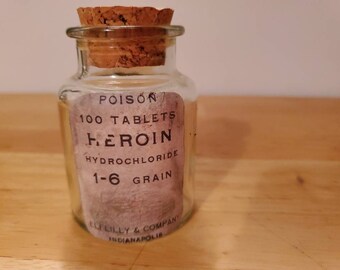 POISON
100 TABLETS
HEROIN
HYDROCHLORIDE
1-6 GRAIN
ELI LILLY & COMPANY
INDIANAPOLIS